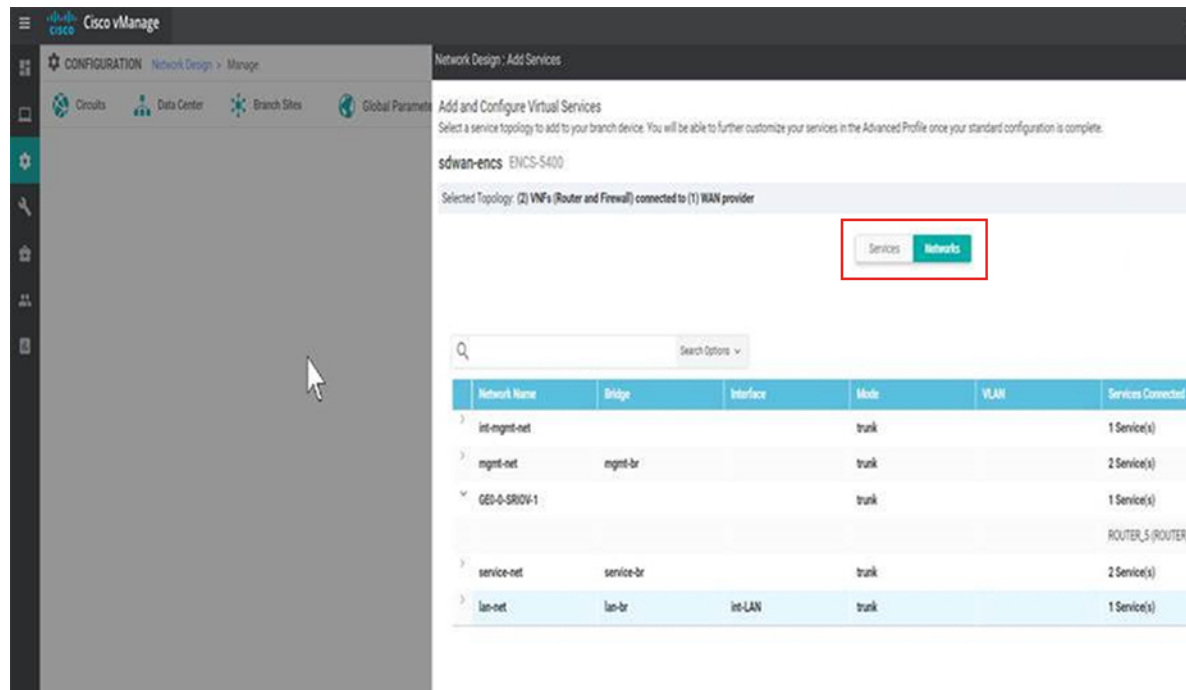 cisco Cisco vManage
CONFIGURATION Network Design > Manage
Circuits Data Center Branch Sites Global Paramete
Network Design : Add Services
Add and Configure Virtual Services
Select a service topology to add to your branch device. You will be able to further customize your services in the Advanced Profile once your standard configuration is complete.
sdwan-encs ENCS-5400
Selected Topology: (2) VNFs (Router and Firewall) connected to (1) WAN provider
Services Networks
Search Options
Network Name Bridge Interface Mode VLAN Services Connected
int-mgmt-net trunk 1 Service(s)
mgmt-net mgmt-br trunk 2 Service(s)
GE0-0-SRIOV-1 trunk 1 Service(s)
ROUTER_5 (ROUTER
service-net service-br trunk 2 Service(s)
lan-net lan-br int-LAN trunk 1 Service(s)